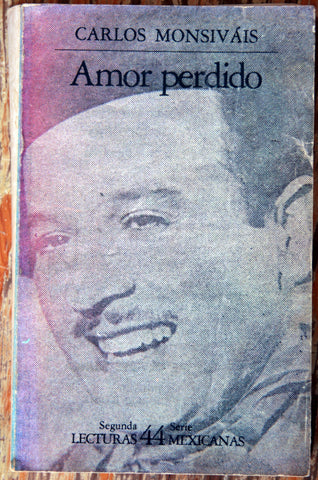 CARLOS MONSIVÁIS
Amor perdido
Segunda 44 Serie
LECTURAS MEXICANAS